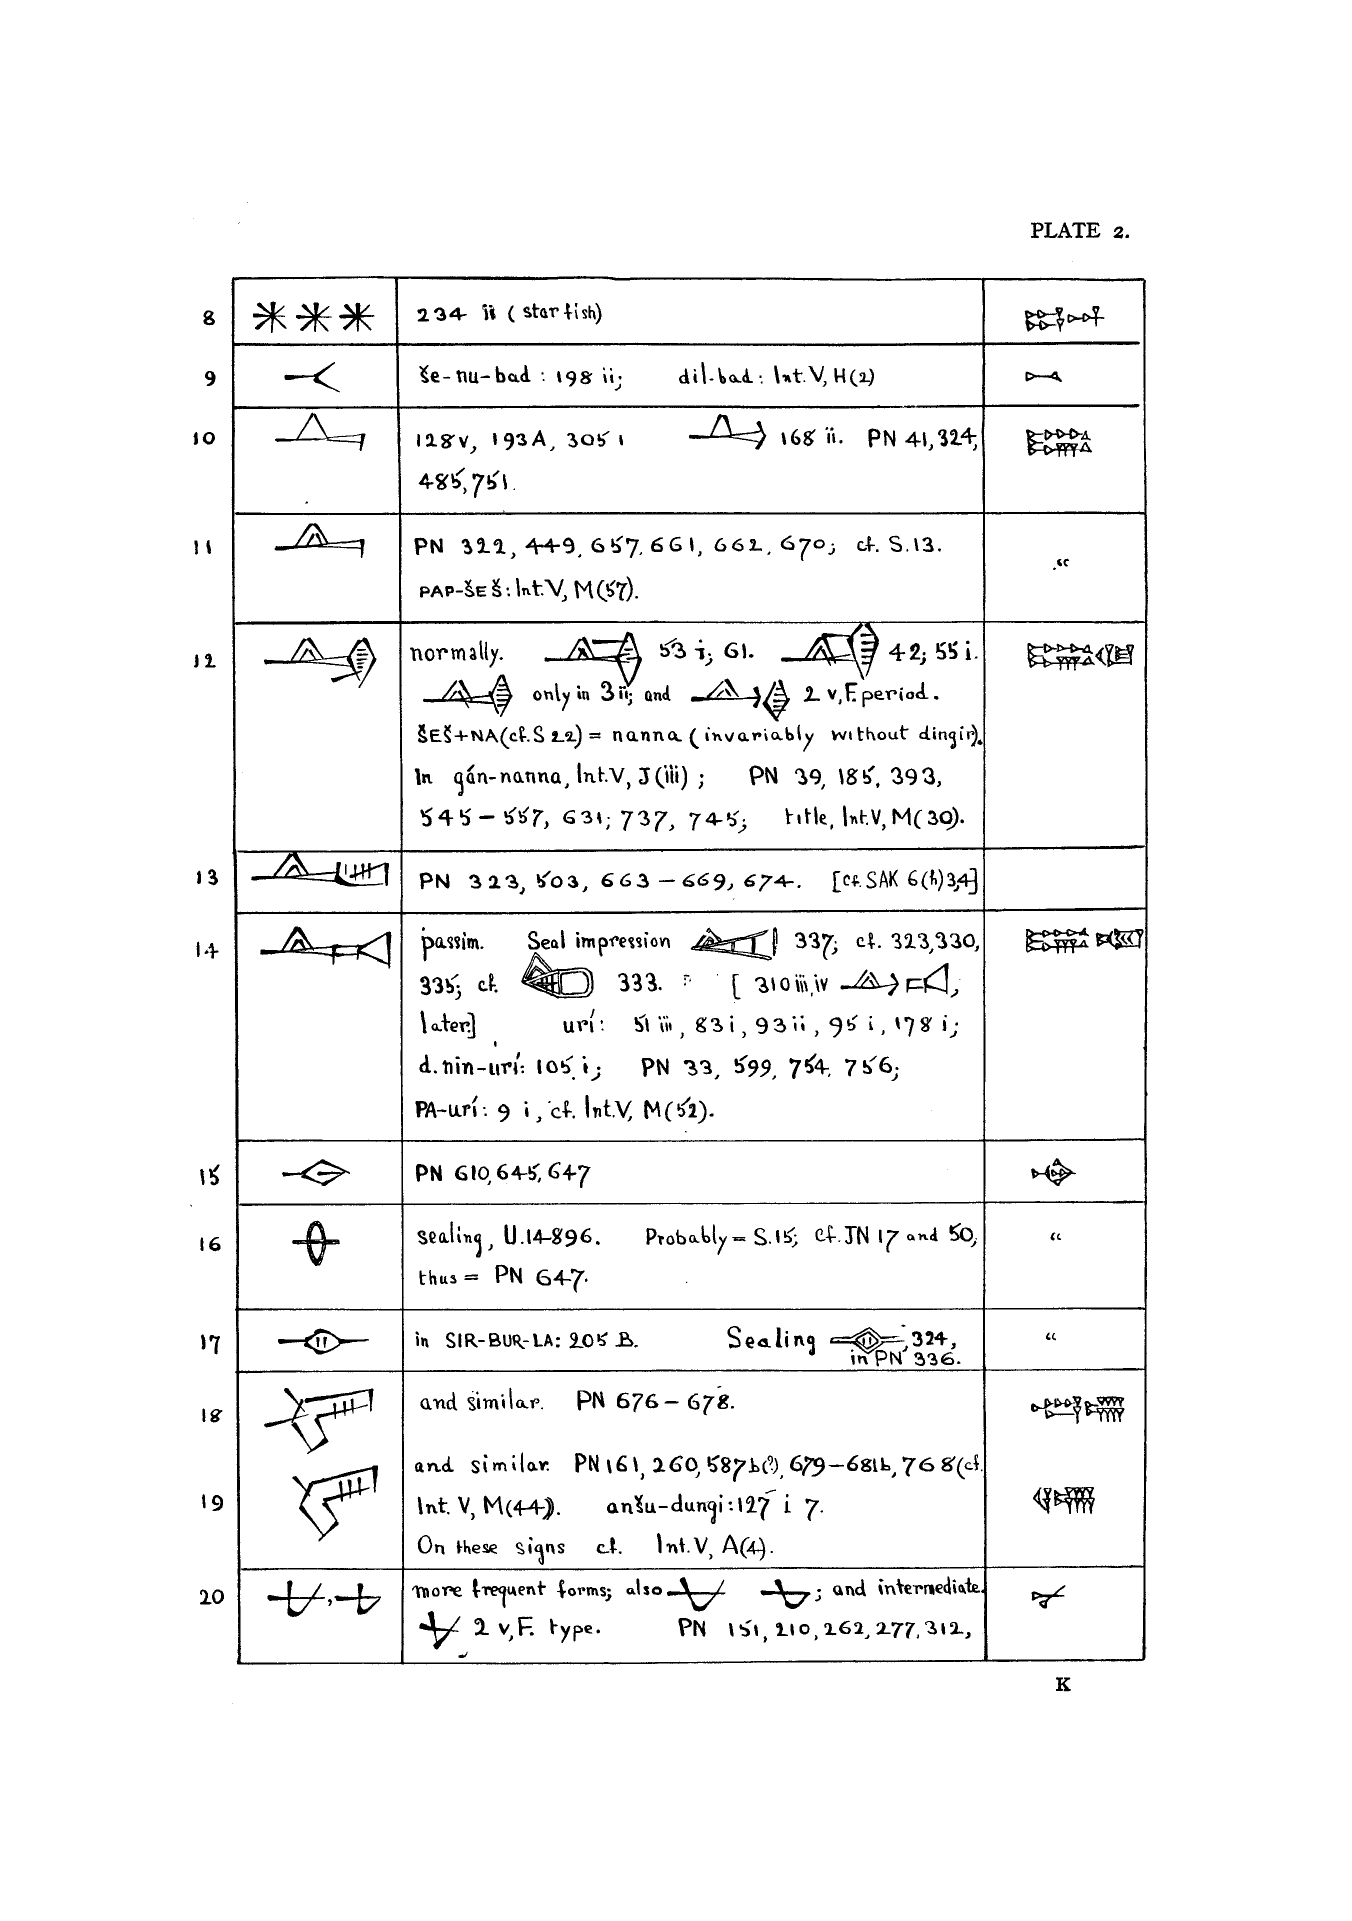 PLATE 2.
8 234 ii (starfish)
9 še-nu-bad : 198 ii; dil-bad : Int. V, H(2)
10 128 v, 193A, 305 i 168 ii. PN 41, 324,
485, 751.
11 PN 322, 449, 657, 661, 662, 670; cf. S.13.
PAP-ŠEŠ: Int. V, M(57).
"
12 normally. 53 i; 61. 42; 55 i.
only in 3 ii; and 2 v, F. period.
ŠEŠ+NA (cf. S 22) = nanna (invariably without dingir).
In gán-nanna, Int. V, J(iii); PN 39, 185, 393,
545 – 557, 631; 737, 745; title, Int. V, M(30).
13 PN 323, 503, 663 – 669, 674. [cf. SAK 6(h)3,4]
14 passim. Seal impression 337; cf. 323, 330,
335; cf. 333. [ 310 iii, iv ,
later.] urí: 51 iii, 83 i, 93 ii, 95 i, 178 i;
d. nin-urí: 105 i; PN 33, 599, 754, 756;
PA-urí: 9 i, cf. Int. V, M(52).
15 PN 610, 645, 647
16 sealing, U.14896. Probably = S.15; cf. JN 17 and 50;
thus = PN 647.
"
17 in SIR-BUR-LA: 205 B. Sealing , 324,
in PN 336.
"
18 and similar. PN 676 – 678.
and similar. PN 161, 260, 587b(?), 679–681b, 768 (cf.
19 Int. V, M(44)). anšu-dungi: 127 i 7.
On these signs cf. Int. V, A(4).
20 , more frequent forms; also ; and intermediate.
2 v, F. type. PN 151, 210, 262, 277, 312,
K